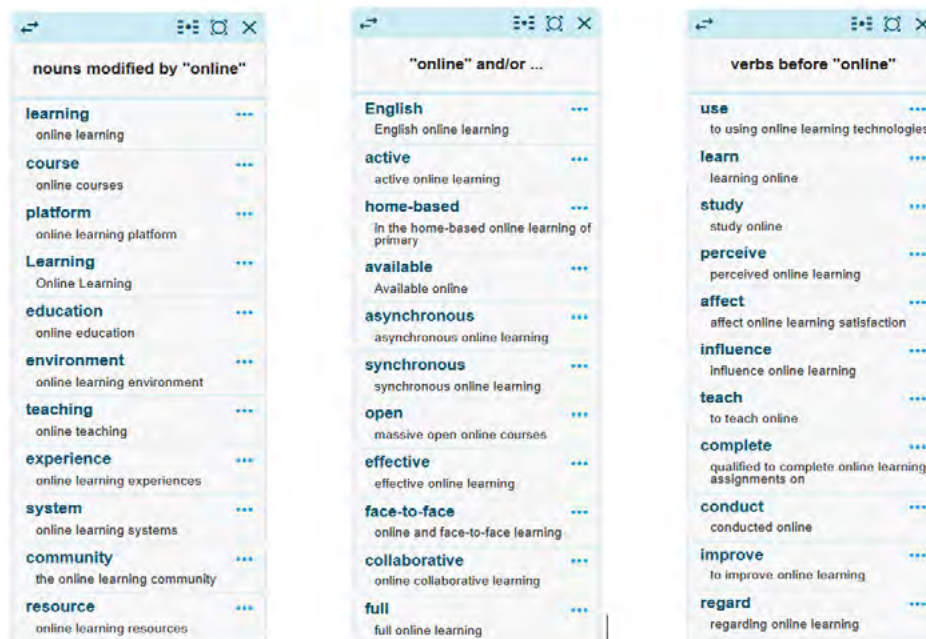 nouns modified by "online"
learning
online learning
course
online courses
platform
online learning platform
Learning
Online Learning
education
online education
environment
online learning environment
teaching
online teaching
experience
online learning experiences
system
online learning systems
community
the online learning community
resource
online learning resources
"online" and/or ...
English
English online learning
active
active online learning
home-based
in the home-based online learning of
primary
available
Available online
asynchronous
asynchronous online learning
synchronous
synchronous online learning
open
massive open online courses
effective
effective online learning
face-to-face
online and face-to-face learning
collaborative
online collaborative learning
full
full online learning
verbs before "online"
use
to using online learning technologies
learn
learning online
study
study online
perceive
perceived online learning
affect
affect online learning satisfaction
influence
influence online learning
teach
to teach online
complete
qualified to complete online learning
assignments on
conduct
conducted online
improve
to improve online learning
regard
regarding online learning